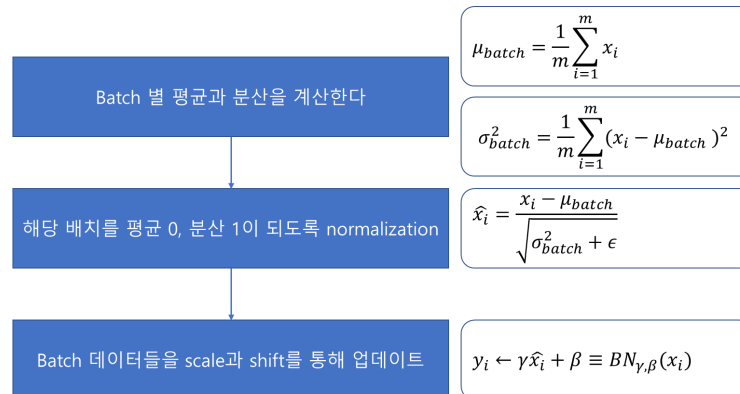 Batch 별 평균과 분산을 계산한다
μ_batch = 1/m ∑_{i=1}^{m} x_i
σ²_batch = 1/m ∑_{i=1}^{m} (x_i − μ_batch )²
해당 배치를 평균 0, 분산 1이 되도록 normalization
x̂_i = (x_i − μ_batch) / √(σ²_batch + ϵ)
Batch 데이터들을 scale과 shift를 통해 업데이트
y_i ← γx̂_i + β ≡ BN_{γ,β}(x_i)